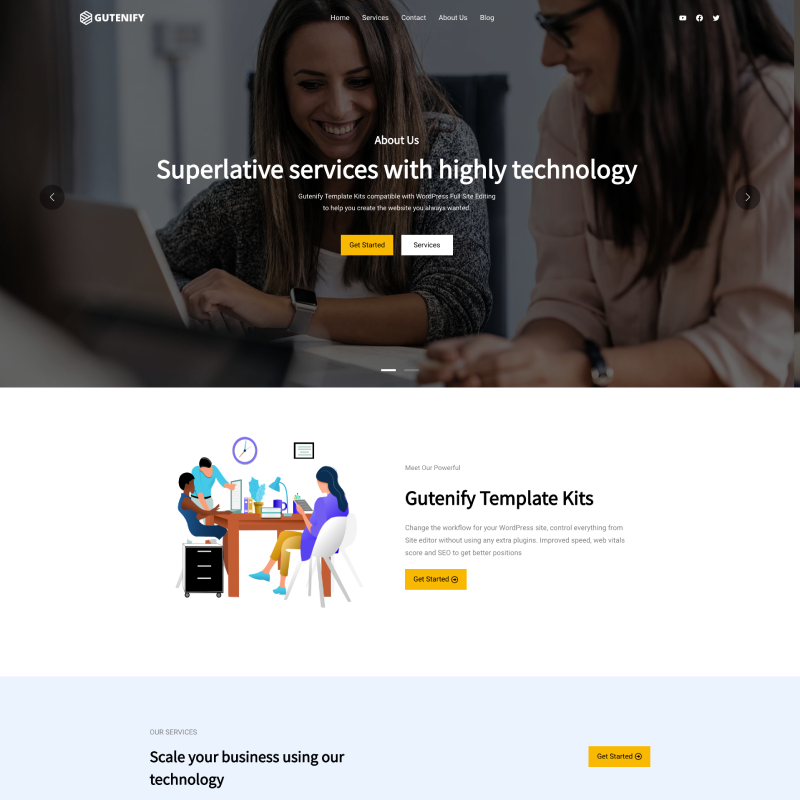 GUTENIFY
Home Services Contact About Us Blog
About Us
Superlative services with highly technology
Gutenify Template Kits compatible with WordPress Full Site Editing
to help you create the website you always wanted.
Get Started Services
Meet Our Powerful
Gutenify Template Kits
Change the workflow for your WordPress site, control everything from
Site editor without using any extra plugins. Improved speed, web vitals
score and SEO to get better positions
Get Started
OUR SERVICES
Scale your business using our
technology
Get Started